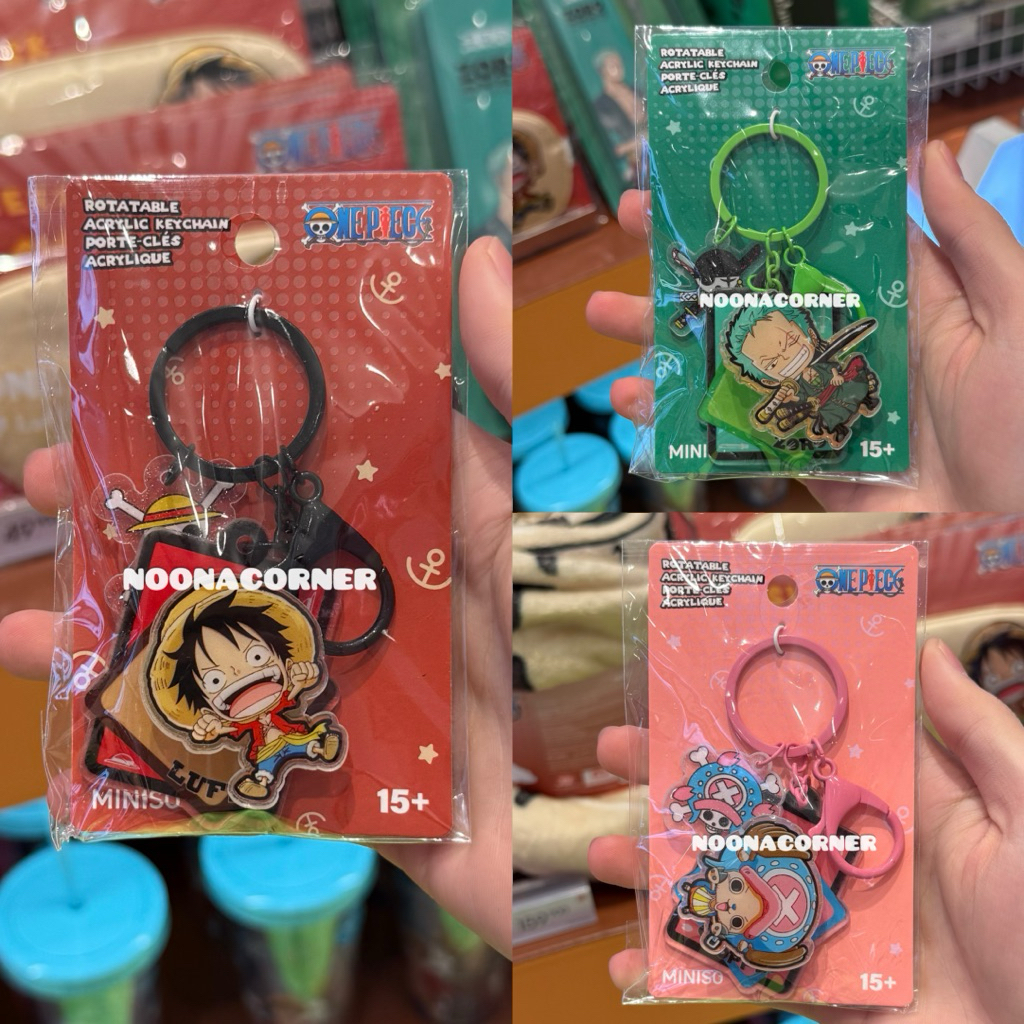 ROTATABLE
ACRYLIC KEYCHAIN
PORTE-CLÉS
ACRYLIQUE
ONE PIECE
NOONACORNER
LUF
MINISO
15+
ROTATABLE
ACRYLIC KEYCHAIN
PORTE-CLÉS
ACRYLIQUE
ONE PIECE
NOONACORNER
MINI
15+
ROTATABLE
ACRYLIC KEYCHAIN
PORTE-CLÉS
ACRYLIQUE
ONE PIECE
NOONACORNER
MINISO
15+